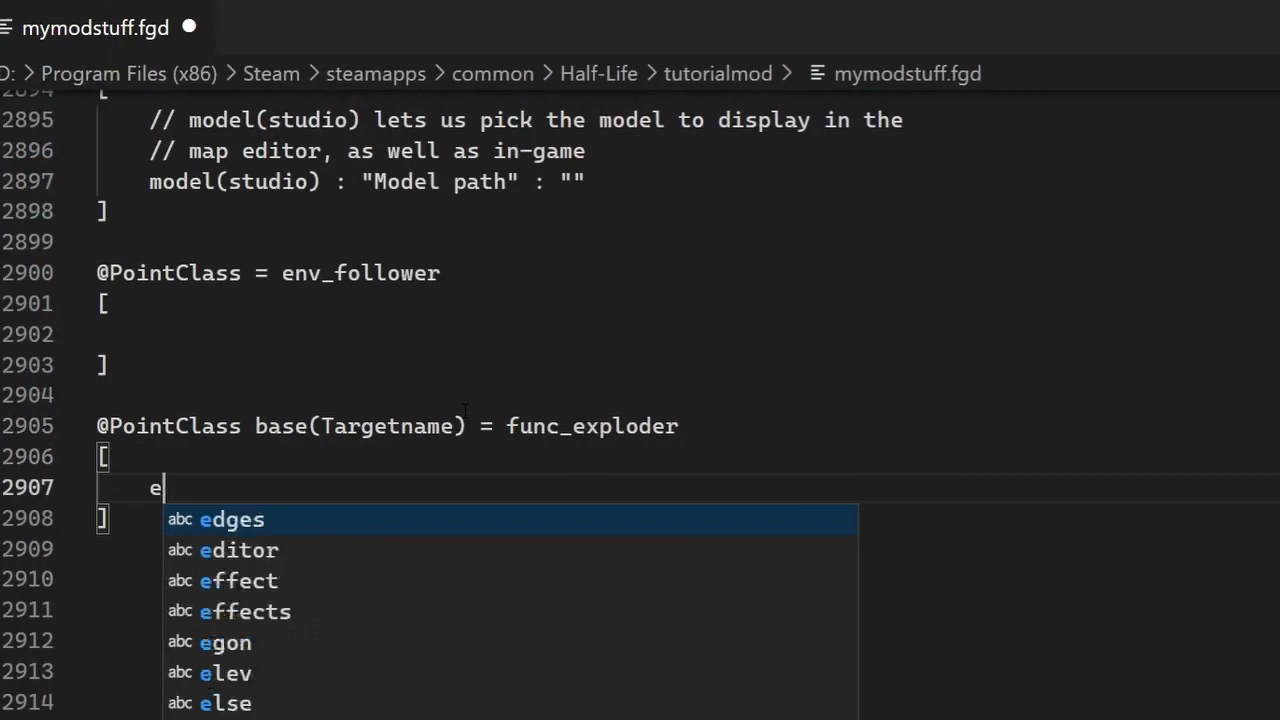 mymodstuff.fgd
D: > Program Files (x86) > Steam > steamapps > common > Half-Life > tutorialmod > mymodstuff.fgd
2894 [
2895 // model(studio) lets us pick the model to display in the
2896 // map editor, as well as in-game
2897 model(studio) : "Model path" : ""
2898 ]
2899
2900 @PointClass = env_follower
2901 [
2902
2903 ]
2904
2905 @PointClass base(Targetname) = func_exploder
2906 [
2907 e
2908 ]
abc edges
2909
abc editor
2910 abc effect
2911 abc effects
2912 abc egon
2913 abc elev
2914 abc else